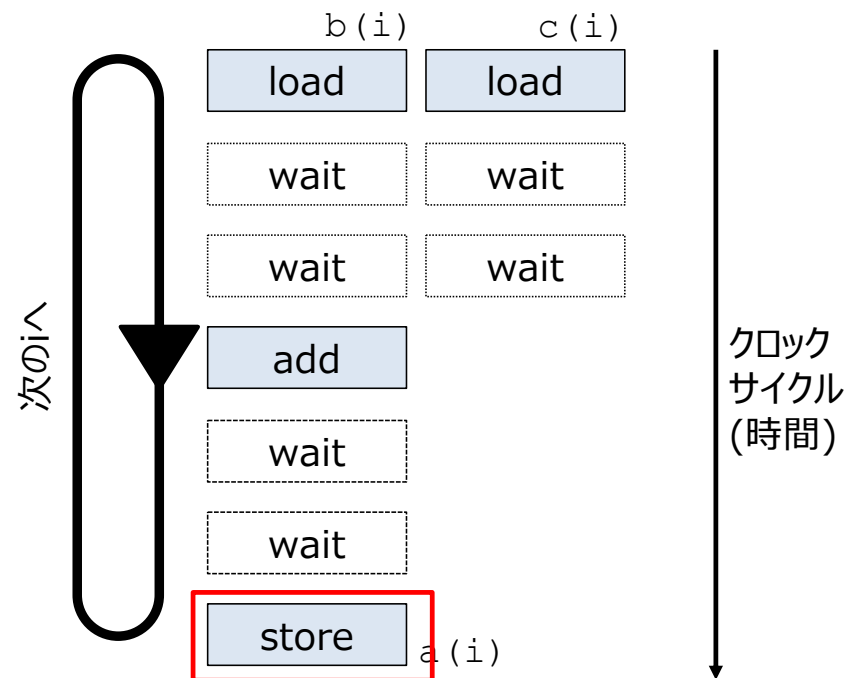 b(i) c(i)
load load
wait wait
wait wait
次のiへ
add
クロック
サイクル
(時間)
wait
wait
store
a(i)